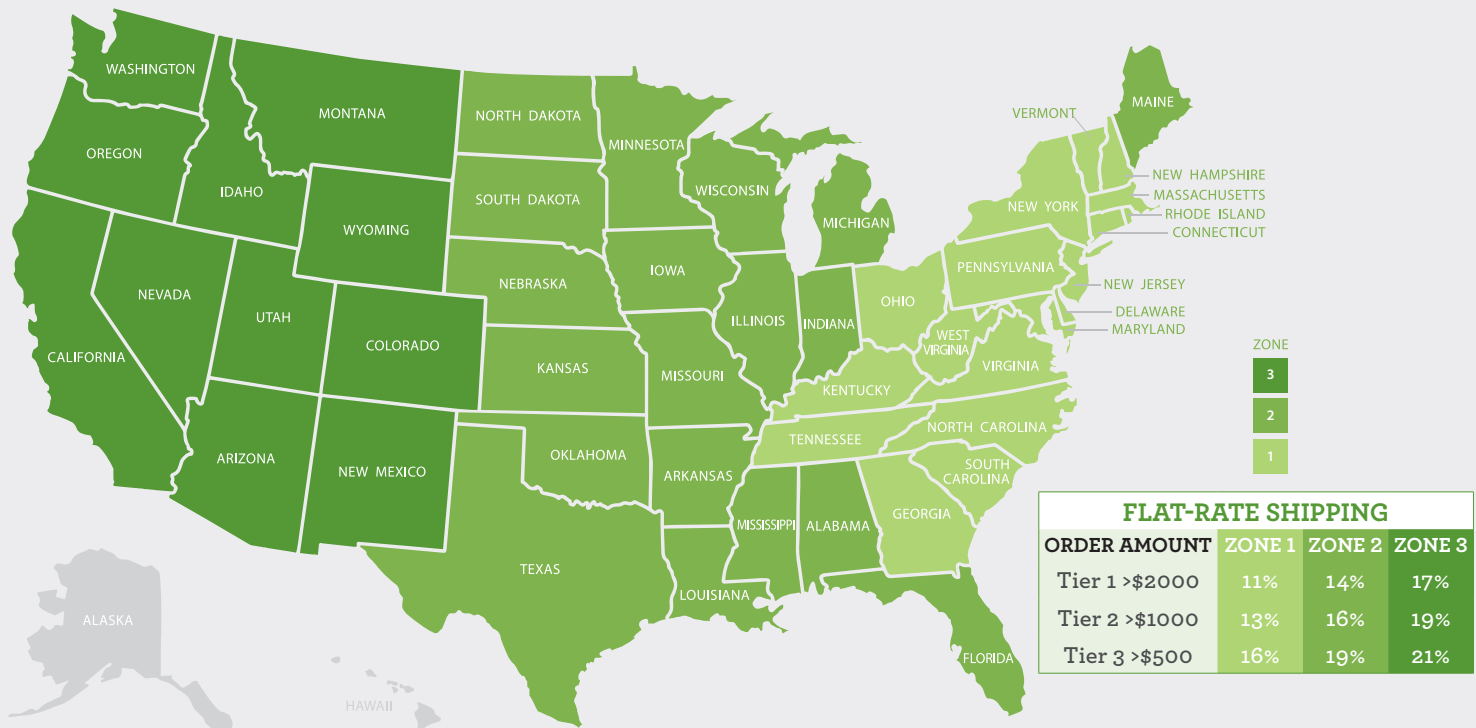 WASHINGTON
MONTANA
NORTH DAKOTA
MINNESOTA
VERMONT
MAINE
OREGON
IDAHO
WYOMING
SOUTH DAKOTA
WISCONSIN
MICHIGAN
NEW YORK
NEW HAMPSHIRE
MASSACHUSETTS
RHODE ISLAND
CONNECTICUT
NEVADA
UTAH
COLORADO
NEBRASKA
IOWA
ILLINOIS
INDIANA
OHIO
PENNSYLVANIA
NEW JERSEY
DELAWARE
MARYLAND
CALIFORNIA
KANSAS
MISSOURI
KENTUCKY
WEST
VIRGINIA
VIRGINIA
ARIZONA
NEW MEXICO
OKLAHOMA
ARKANSAS
TENNESSEE
NORTH CAROLINA
SOUTH
CAROLINA
TEXAS
LOUISIANA
MISSISSIPPI
ALABAMA
GEORGIA
FLORIDA
ALASKA
HAWAII
ZONE
3
2
1
FLAT-RATE SHIPPING
ORDER AMOUNT ZONE 1 ZONE 2 ZONE 3
Tier 1 >$2000 11% 14% 17%
Tier 2 >$1000 13% 16% 19%
Tier 3 >$500 16% 19% 21%